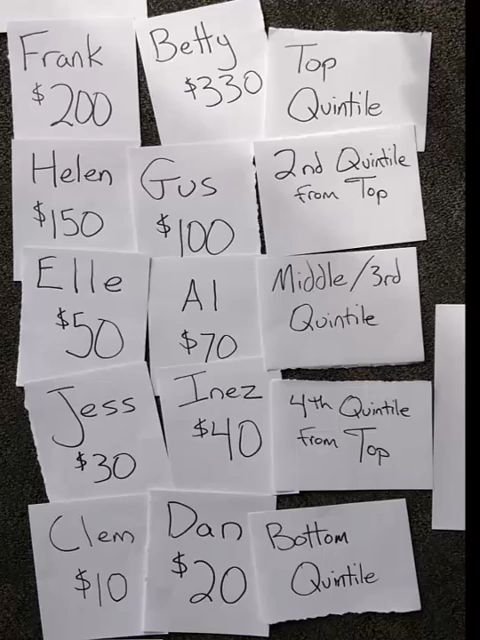 Frank
$200
Betty
$330
Top
Quintile
Helen
$150
Gus
$100
2nd Quintile
from Top
Elle
$50
Al
$70
Middle/3rd
Quintile
Jess
$30
Inez
$40
4th Quintile
from Top
Clem
$10
Dan
$20
Bottom
Quintile